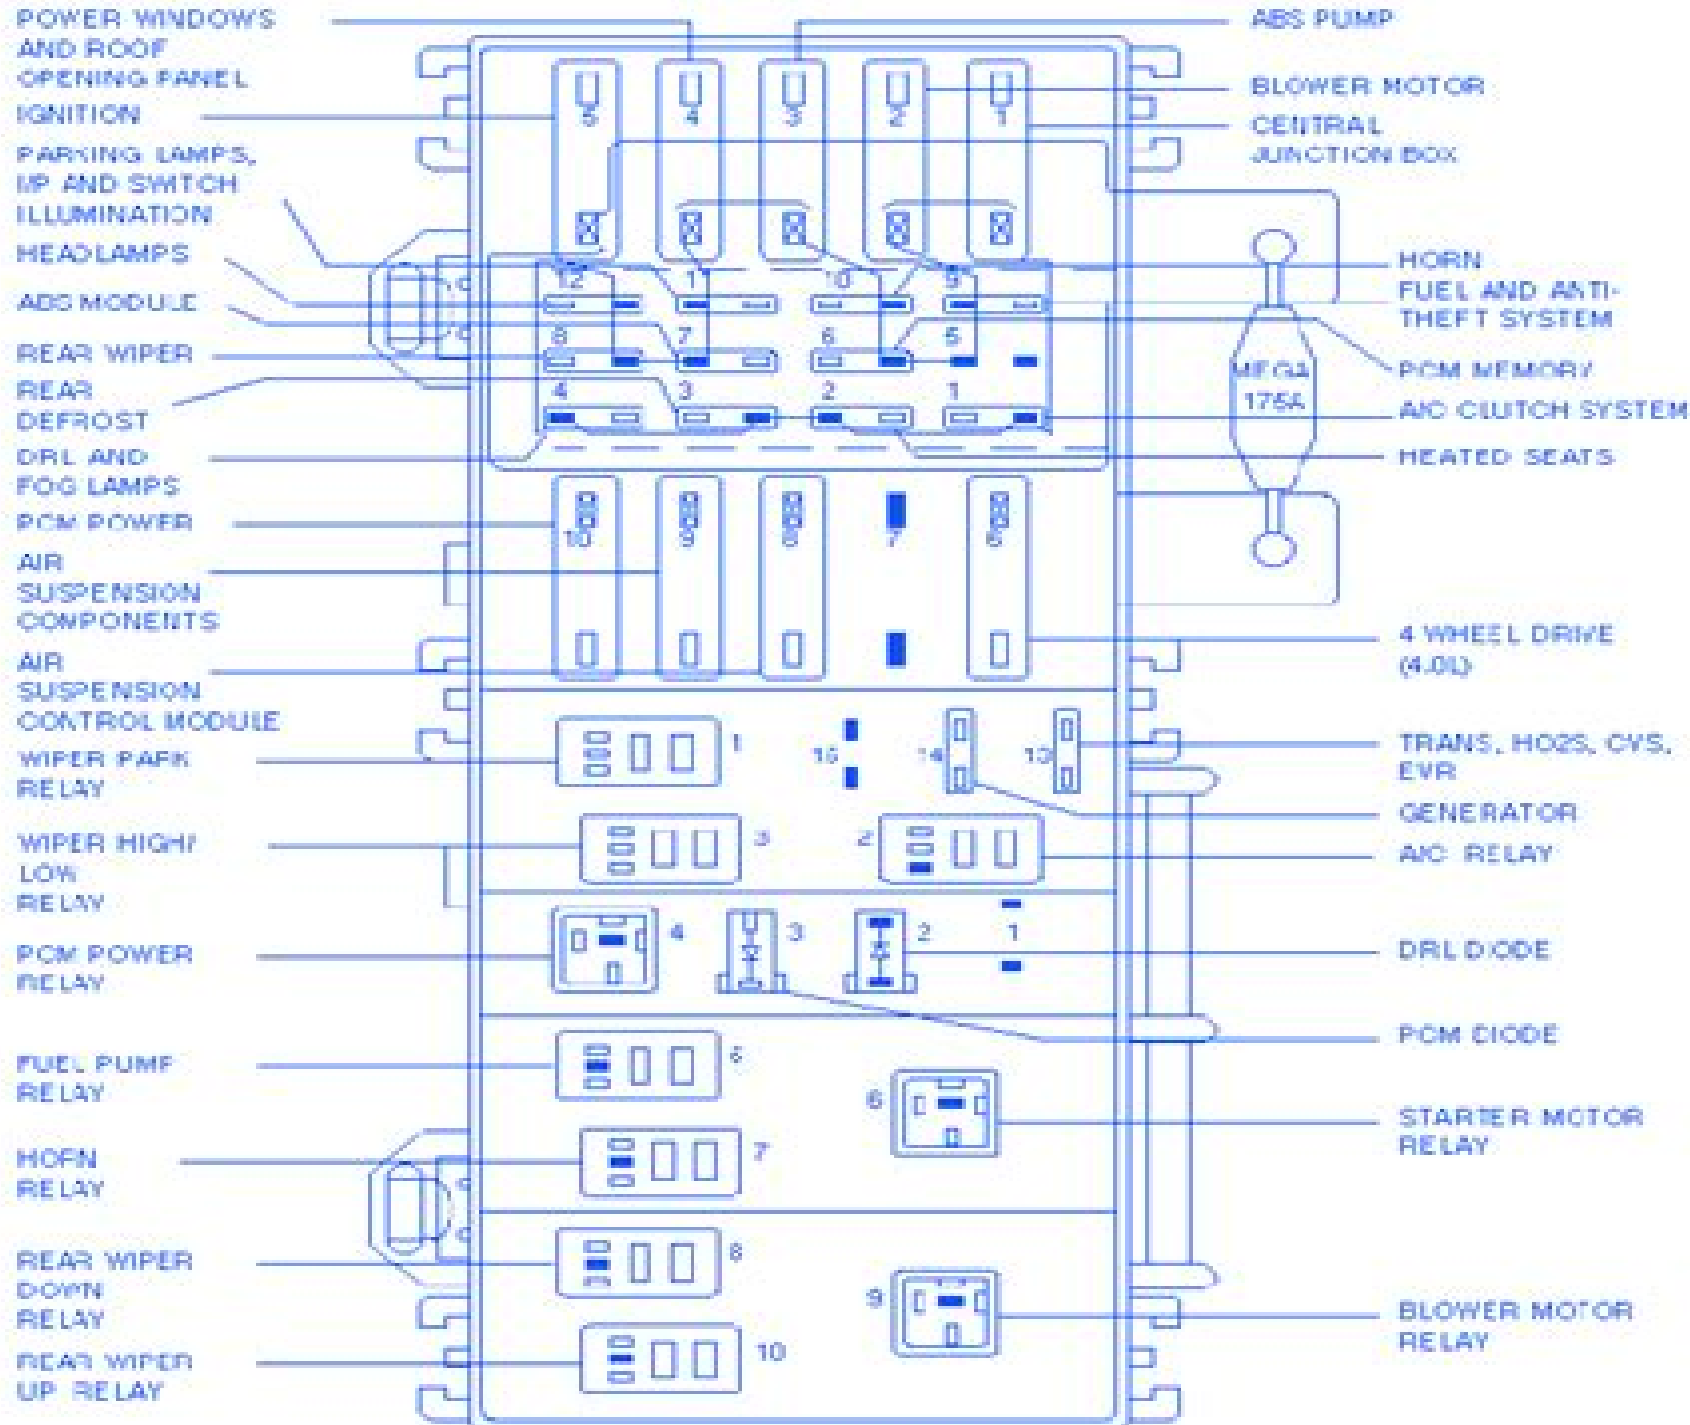 POWER WINDOWS
AND ROOF
OPENING PANEL
IGNITION
PARKING LAMPS,
I/P AND SWITCH
ILLUMINATION
HEADLAMPS
ABS MODULE
REAR WIPER
REAR
DEFROST
DRL AND
FOG LAMPS
PCM POWER
AIR
SUSPENSION
COMPONENTS
AIR
SUSPENSION
CONTROL MODULE
WIPER PARK
RELAY
WIPER HIGH/
LOW
RELAY
PCM POWER
RELAY
FUEL PUMP
RELAY
HORN
RELAY
REAR WIPER
DOWN
RELAY
REAR WIPER
UP RELAY
5 4 3 2 1
12 10 9
8 7 6 5
4 3 2 1
10 9 8 7 6
1 15 14 13
3 2
4 3 2 1
6
7
8
9
10
MEGA
175A
ABS PUMP
BLOWER MOTOR
CENTRAL
JUNCTION BOX
HORN
FUEL AND ANTI-
THEFT SYSTEM
PCM MEMORY
A/C CLUTCH SYSTEM
HEATED SEATS
4 WHEEL DRIVE
(4.0L)
TRANS, HO2S, CVS,
EVR
GENERATOR
A/C RELAY
DRL DIODE
PCM DIODE
STARTER MOTOR
RELAY
BLOWER MOTOR
RELAY